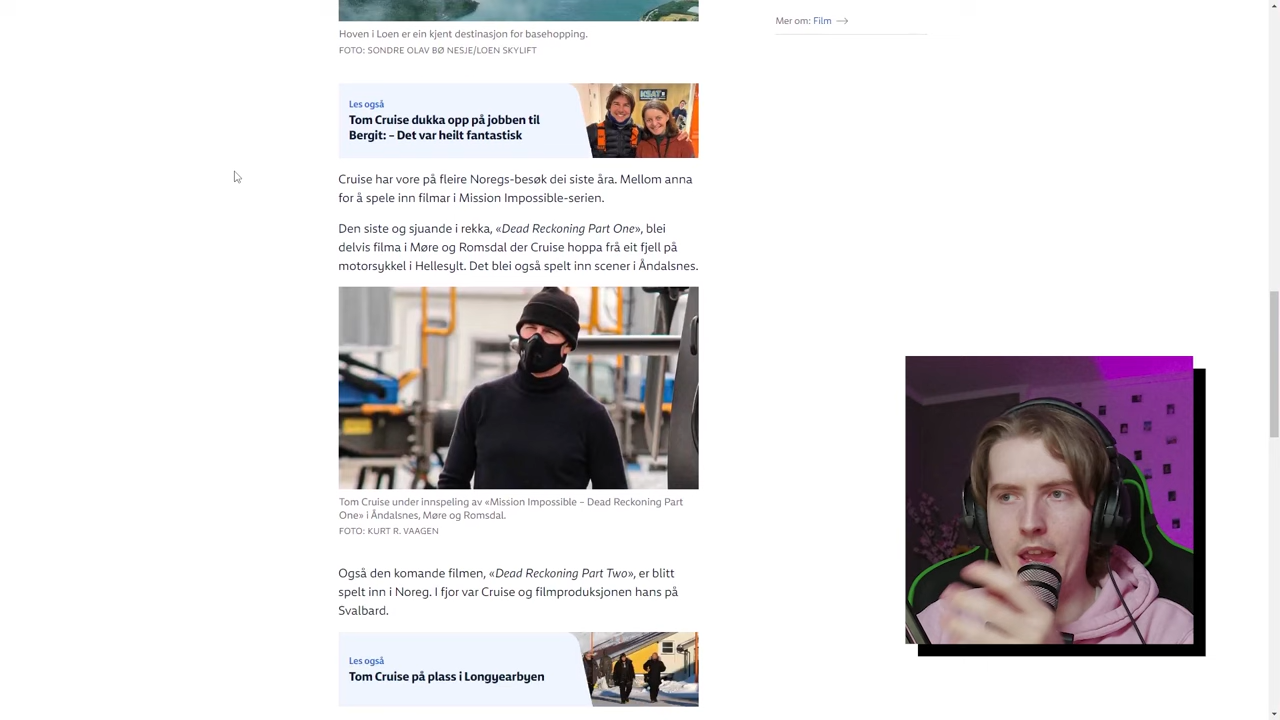 Mer om: Film
Hoven i Loen er ein kjent destinasjon for basehopping.
FOTO: SONDRE OLAV BØ NESJE/LOEN SKYLIFT
Les også
Tom Cruise dukka opp på jobben til
Bergit: – Det var heilt fantastisk
KSAT
Cruise har vore på fleire Noregs-besøk dei siste åra. Mellom anna
for å spele inn filmar i Mission Impossible-serien.
Den siste og sjuande i rekka, «Dead Reckoning Part One», blei
delvis filma i Møre og Romsdal der Cruise hoppa frå eit fjell på
motorsykkel i Hellesylt. Det blei også spelt inn scener i Åndalsnes.
Tom Cruise under innspeling av «Mission Impossible – Dead Reckoning Part
One» i Åndalsnes, Møre og Romsdal.
FOTO: KURT R. VAAGEN
Også den komande filmen, «Dead Reckoning Part Two», er blitt
spelt inn i Noreg. I fjor var Cruise og filmproduksjonen hans på
Svalbard.
Les også
Tom Cruise på plass i Longyearbyen